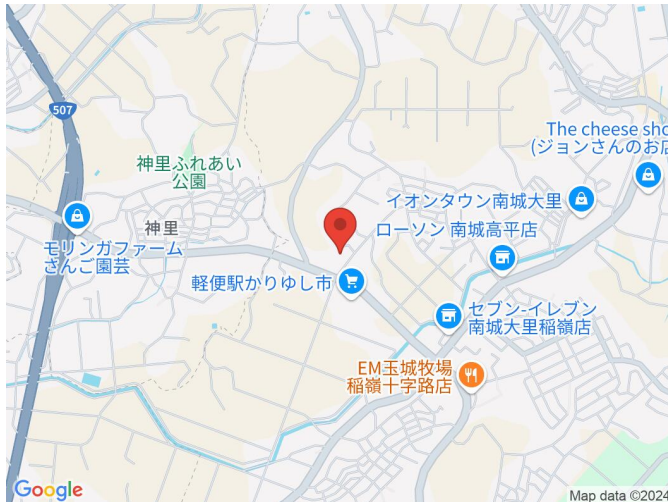 507
The cheese sho
(ジョンさんのお店
神里ふれあい
公園
イオンタウン南城大里
神里
ローソン 南城高平店
モリンガファーム
さんご園芸
軽便駅かりゆし市
セブン-イレブン
南城大里稲嶺店
EM玉城牧場
稲嶺十字路店
Google
Map data ©2024